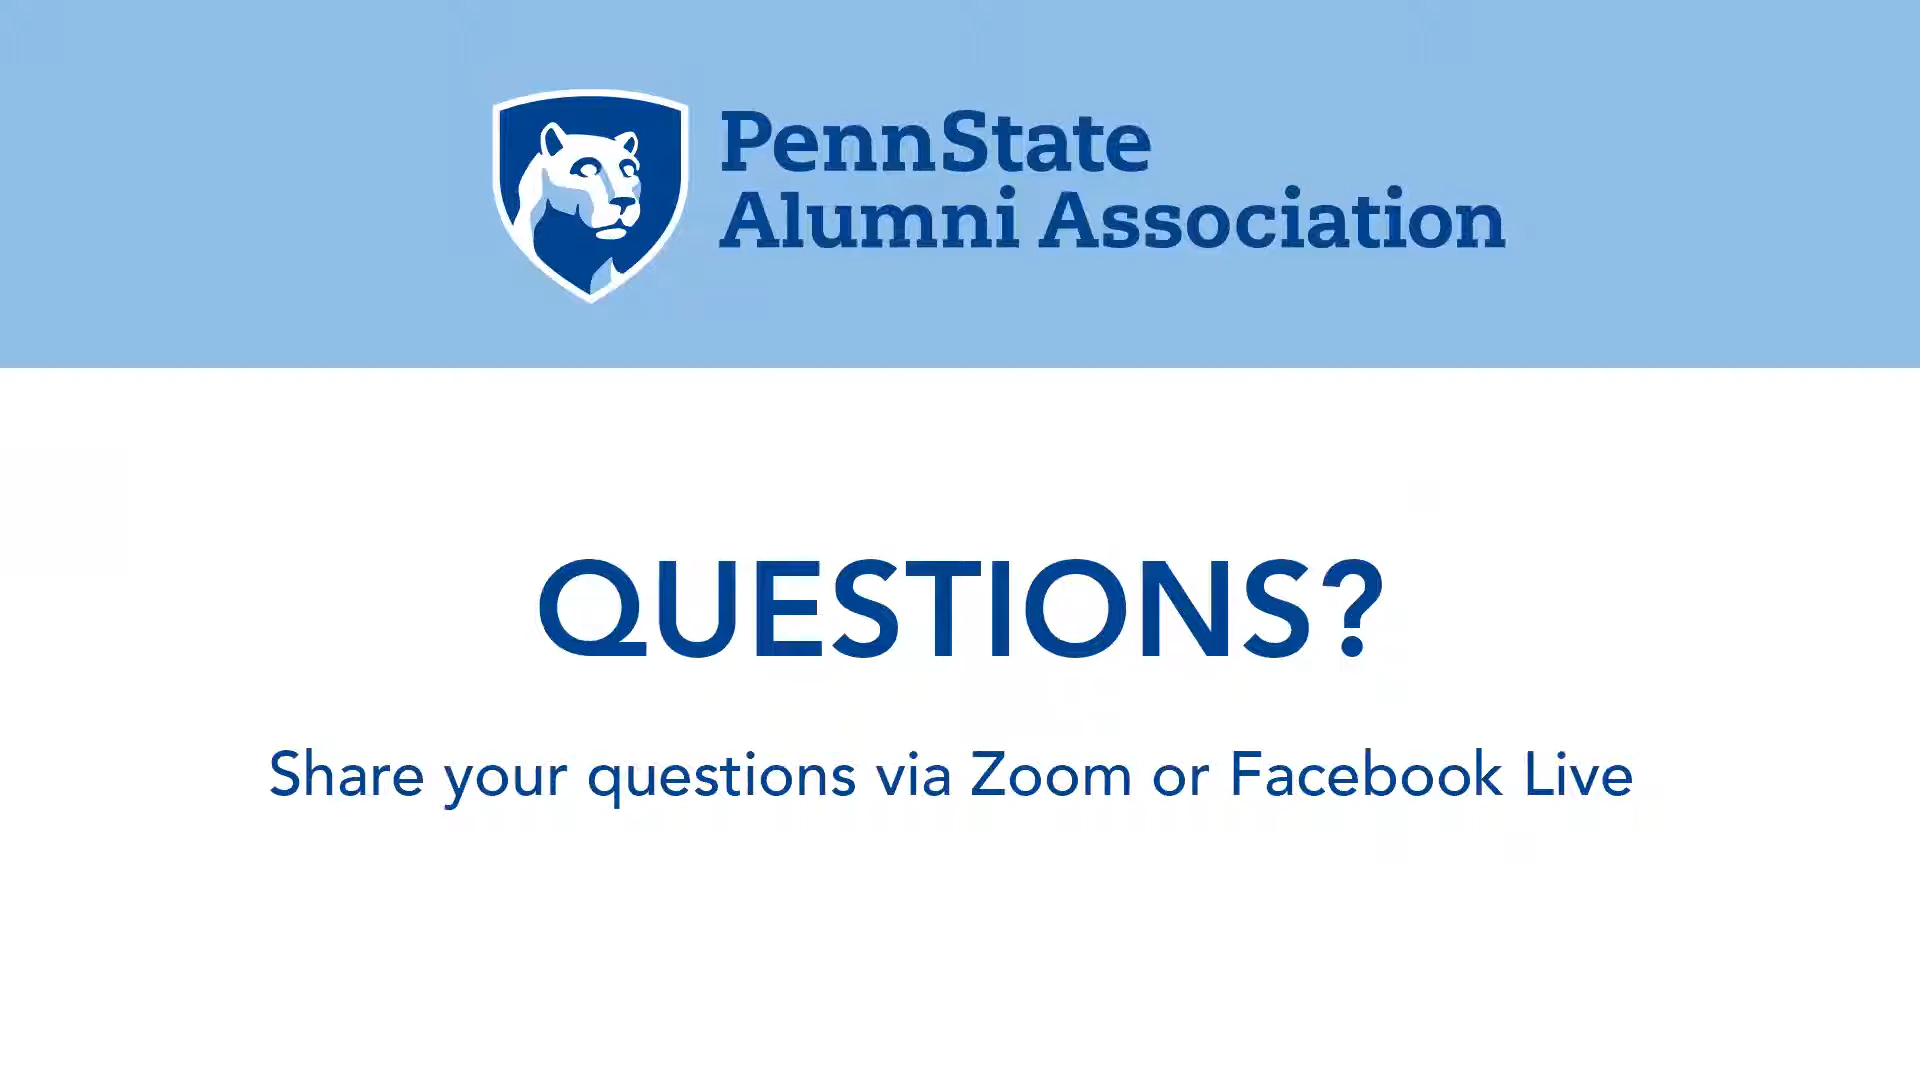 PennState
Alumni Association
QUESTIONS?
Share your questions via Zoom or Facebook Live